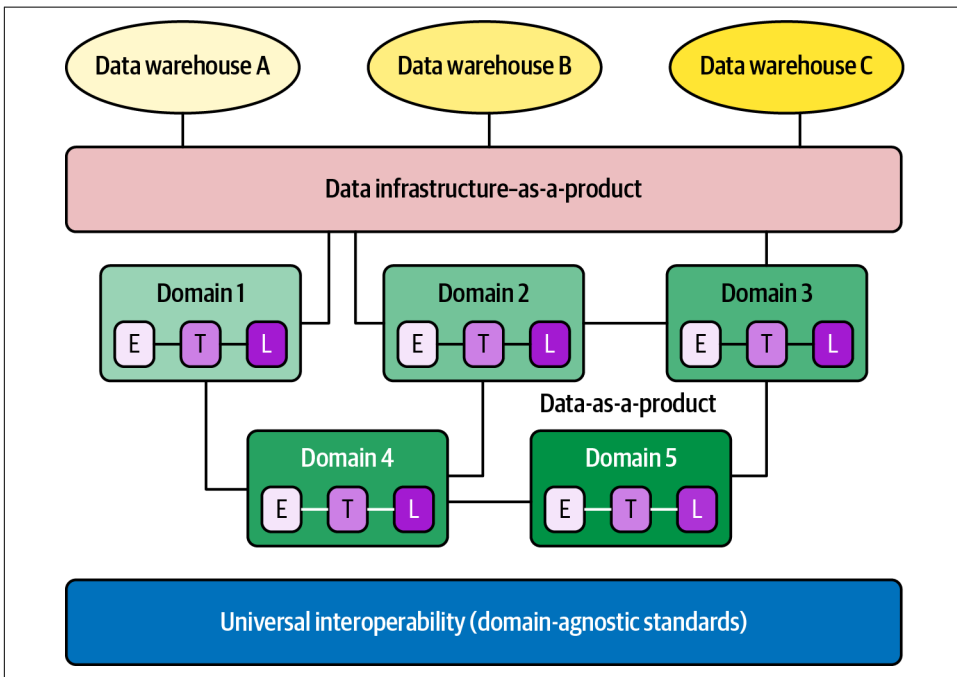 Data warehouse A
Data warehouse B
Data warehouse C
Data infrastructure–as-a-product
Domain 1
E T L
Domain 2
E T L
Domain 3
E T L
Data-as-a-product
Domain 4
E T L
Domain 5
E T L
Universal interoperability (domain-agnostic standards)